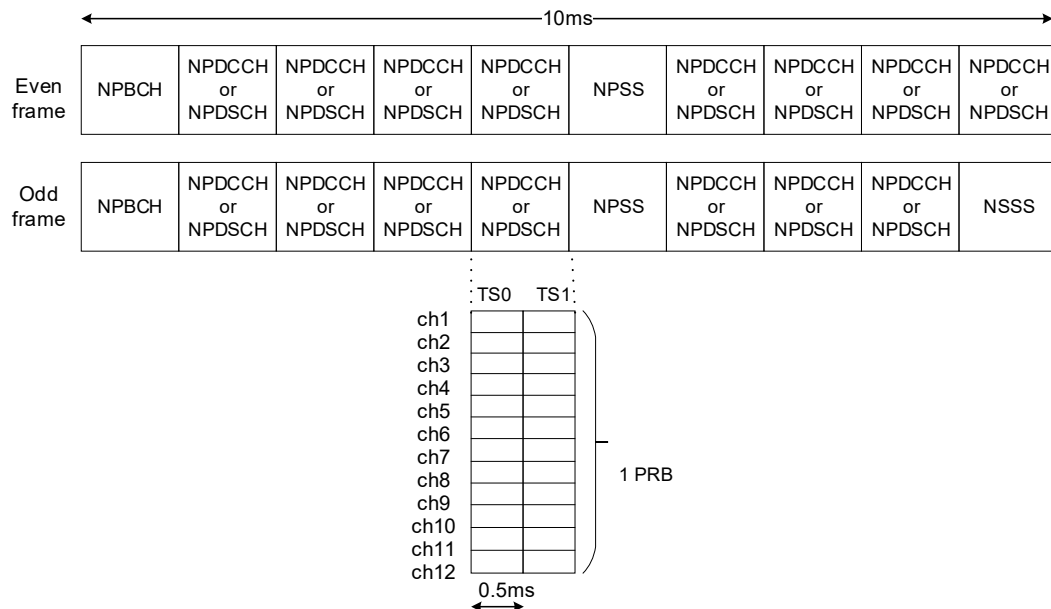 10ms
Even
frame
NPBCH
NPDCCH
or
NPDSCH
NPDCCH
or
NPDSCH
NPDCCH
or
NPDSCH
NPDCCH
or
NPDSCH
NPSS
NPDCCH
or
NPDSCH
NPDCCH
or
NPDSCH
NPDCCH
or
NPDSCH
NPDCCH
or
NPDSCH
Odd
frame
NPBCH
NPDCCH
or
NPDSCH
NPDCCH
or
NPDSCH
NPDCCH
or
NPDSCH
NPDCCH
or
NPDSCH
NPSS
NPDCCH
or
NPDSCH
NPDCCH
or
NPDSCH
NPDCCH
or
NPDSCH
NSSS
TS0 TS1
ch1
ch2
ch3
ch4
ch5
ch6
ch7
ch8
ch9
ch10
ch11
ch12
1 PRB
0.5ms